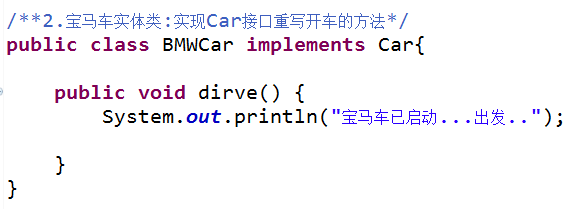 /**2.宝马车实体类:实现Car接口重写开车的方法*/
public class BMWCar implements Car{
public void dirve() {
System.out.println("宝马车已启动...出发..");
}
}